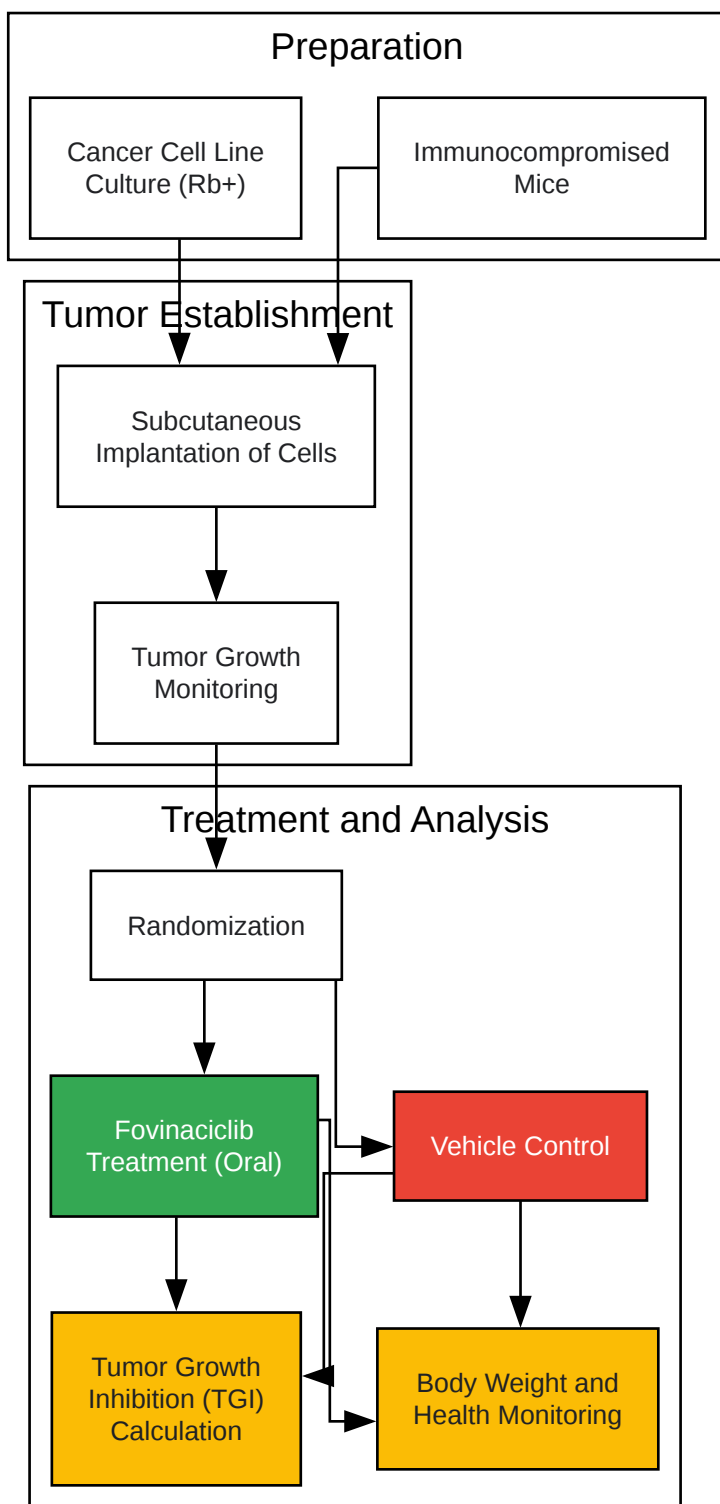 Preparation
Cancer Cell Line
Culture (Rb+)
Immunocompromised
Mice
Tumor Establishment
Subcutaneous
Implantation of Cells
Tumor Growth
Monitoring
Treatment and Analysis
Randomization
Fovinaciclib
Treatment (Oral)
Vehicle Control
Tumor Growth
Inhibition (TGI)
Calculation
Body Weight and
Health Monitoring